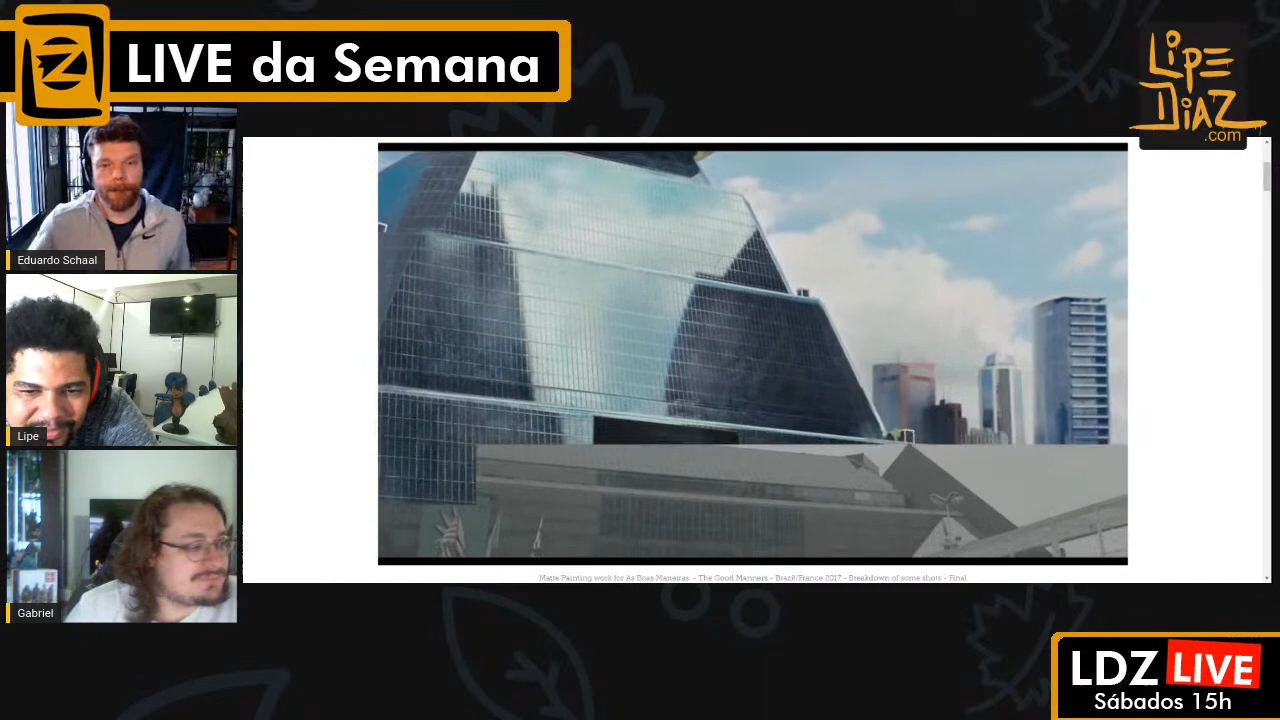 LIVE da Semana
LIPE
DIAZ
.com
Eduardo Schaal
Lipe
Gabriel
Matte Painting work for As Boas Maneiras - The Good Manners - Brazil/France 2017 - Breakdown of some shots - Final
LDZ LIVE
Sábados 15h